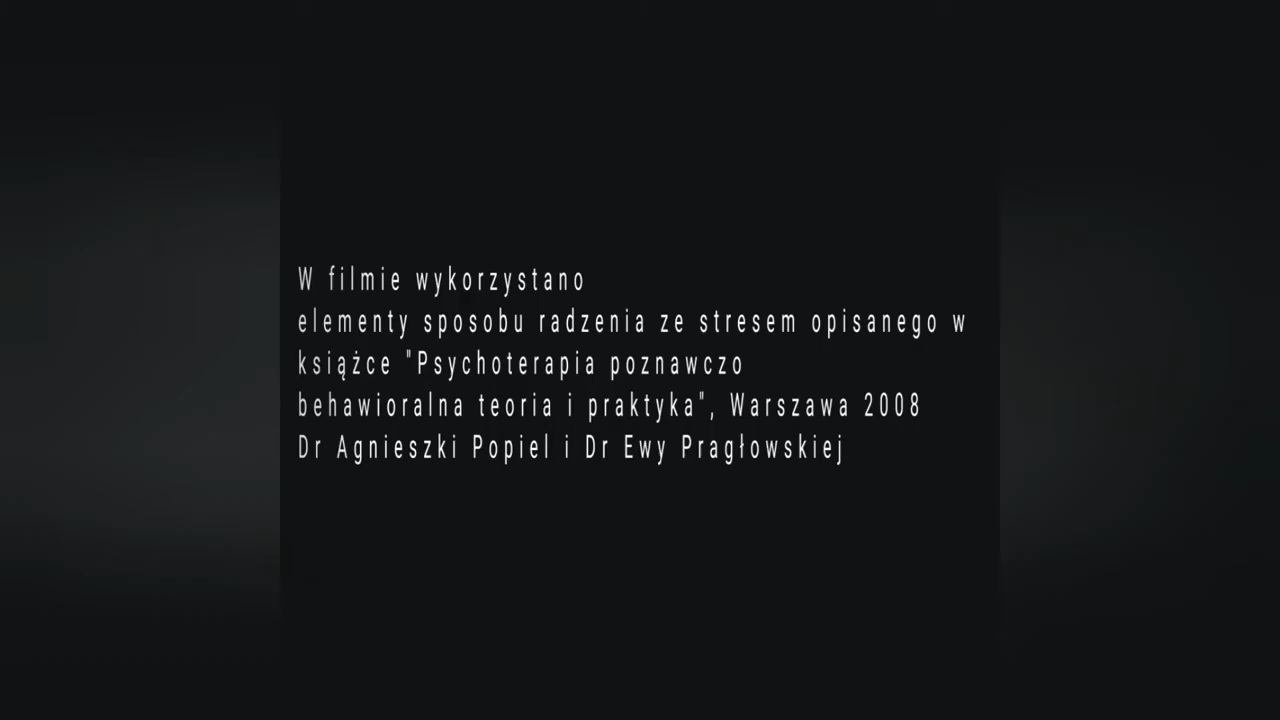 W filmie wykorzystano
elementy sposobu radzenia ze stresem opisanego w
książce "Psychoterapia poznawczo
behawioralna teoria i praktyka", Warszawa 2008
Dr Agnieszki Popiel i Dr Ewy Pragłowskiej